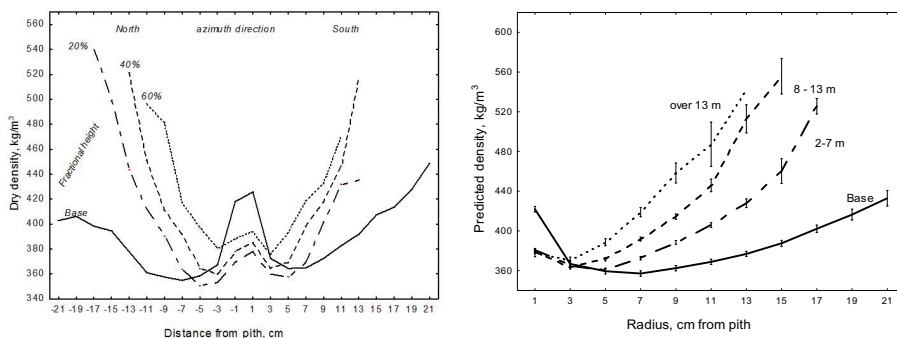 560
540
520
500
480
460
440
420
400
380
360
340
Dry density, kg/m³
North
azimuth direction
South
20%
40%
60%
Fractional height
Base
-21 -19 -17 -15 -13 -11 -9 -7 -5 -3 -1 1 3 5 7 9 11 13 15 17 19 21
Distance from pith, cm
600
560
520
480
440
400
360
Predicted density, kg/m³
over 13 m
8 - 13 m
2-7 m
Base
1 3 5 7 9 11 13 15 17 19 21
Radius, cm from pith